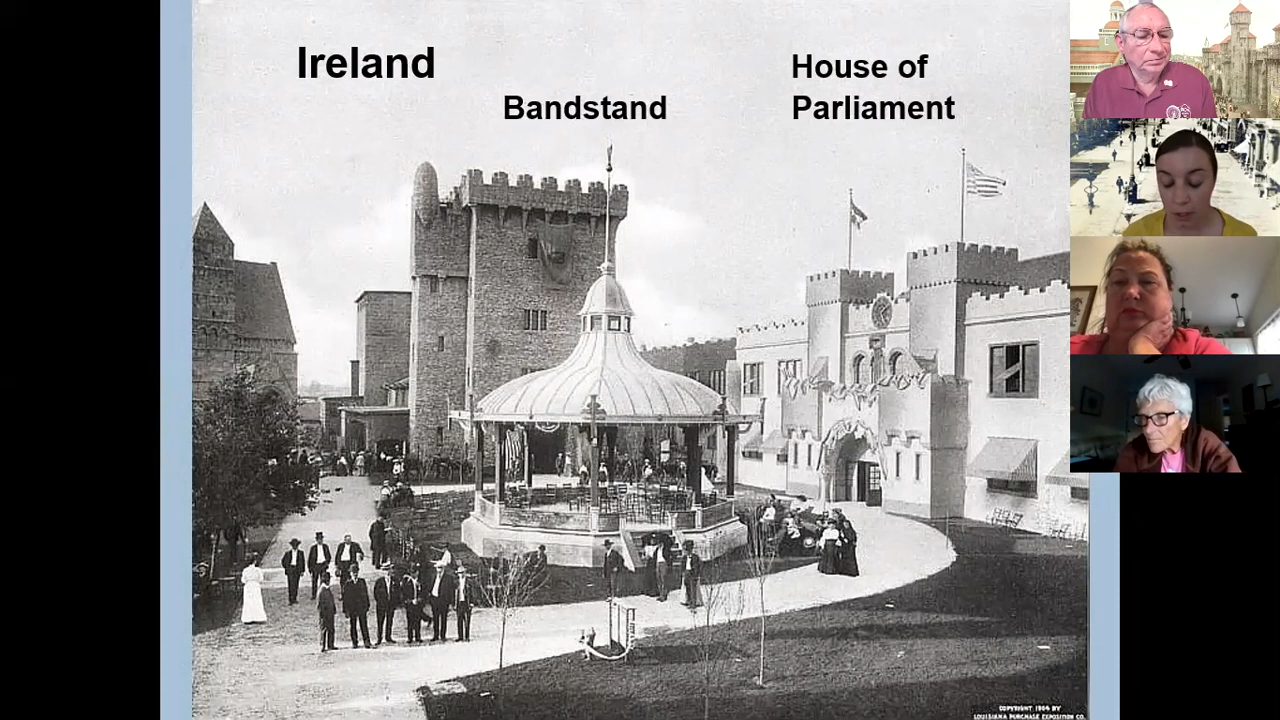 Ireland
Bandstand
House of
Parliament
COPYRIGHT 1904 BY
LOUISIANA PURCHASE EXPOSITION CO.